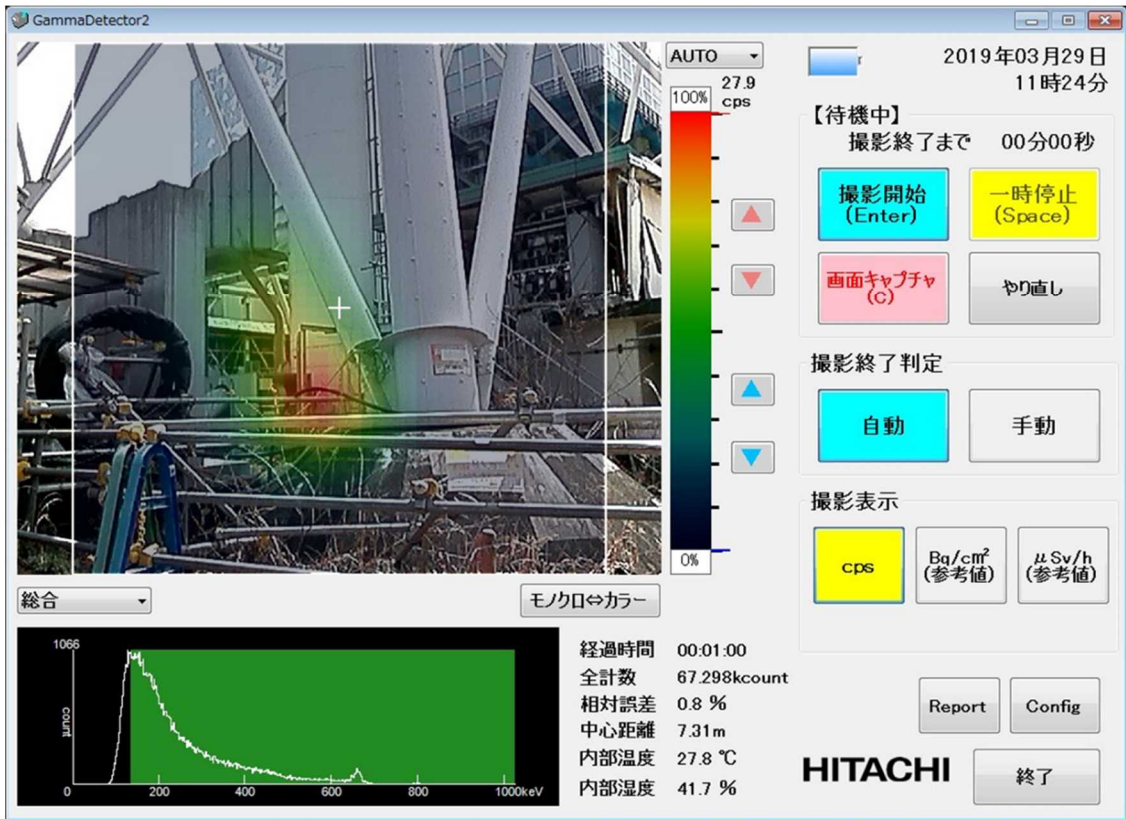 GammaDetector2
AUTO
27.9
cps
100%
0%
2019年03月29日
11時24分
【待機中】
撮影終了まで 00分00秒
撮影開始
(Enter)
一時停止
(Space)
画面キャプチャ
(C)
やり直し
撮影終了判定
自動
手動
撮影表示
cps
Bq/c㎡
(参考値)
μSv/h
(参考値)
総合
モノクロ⇔カラー
1066
count
0 200 400 600 800 1000keV
経過時間 00:01:00
全計数 67.298kcount
相対誤差 0.8 %
中心距離 7.31m
内部温度 27.8 ℃
内部湿度 41.7 %
Report
Config
HITACHI
終了